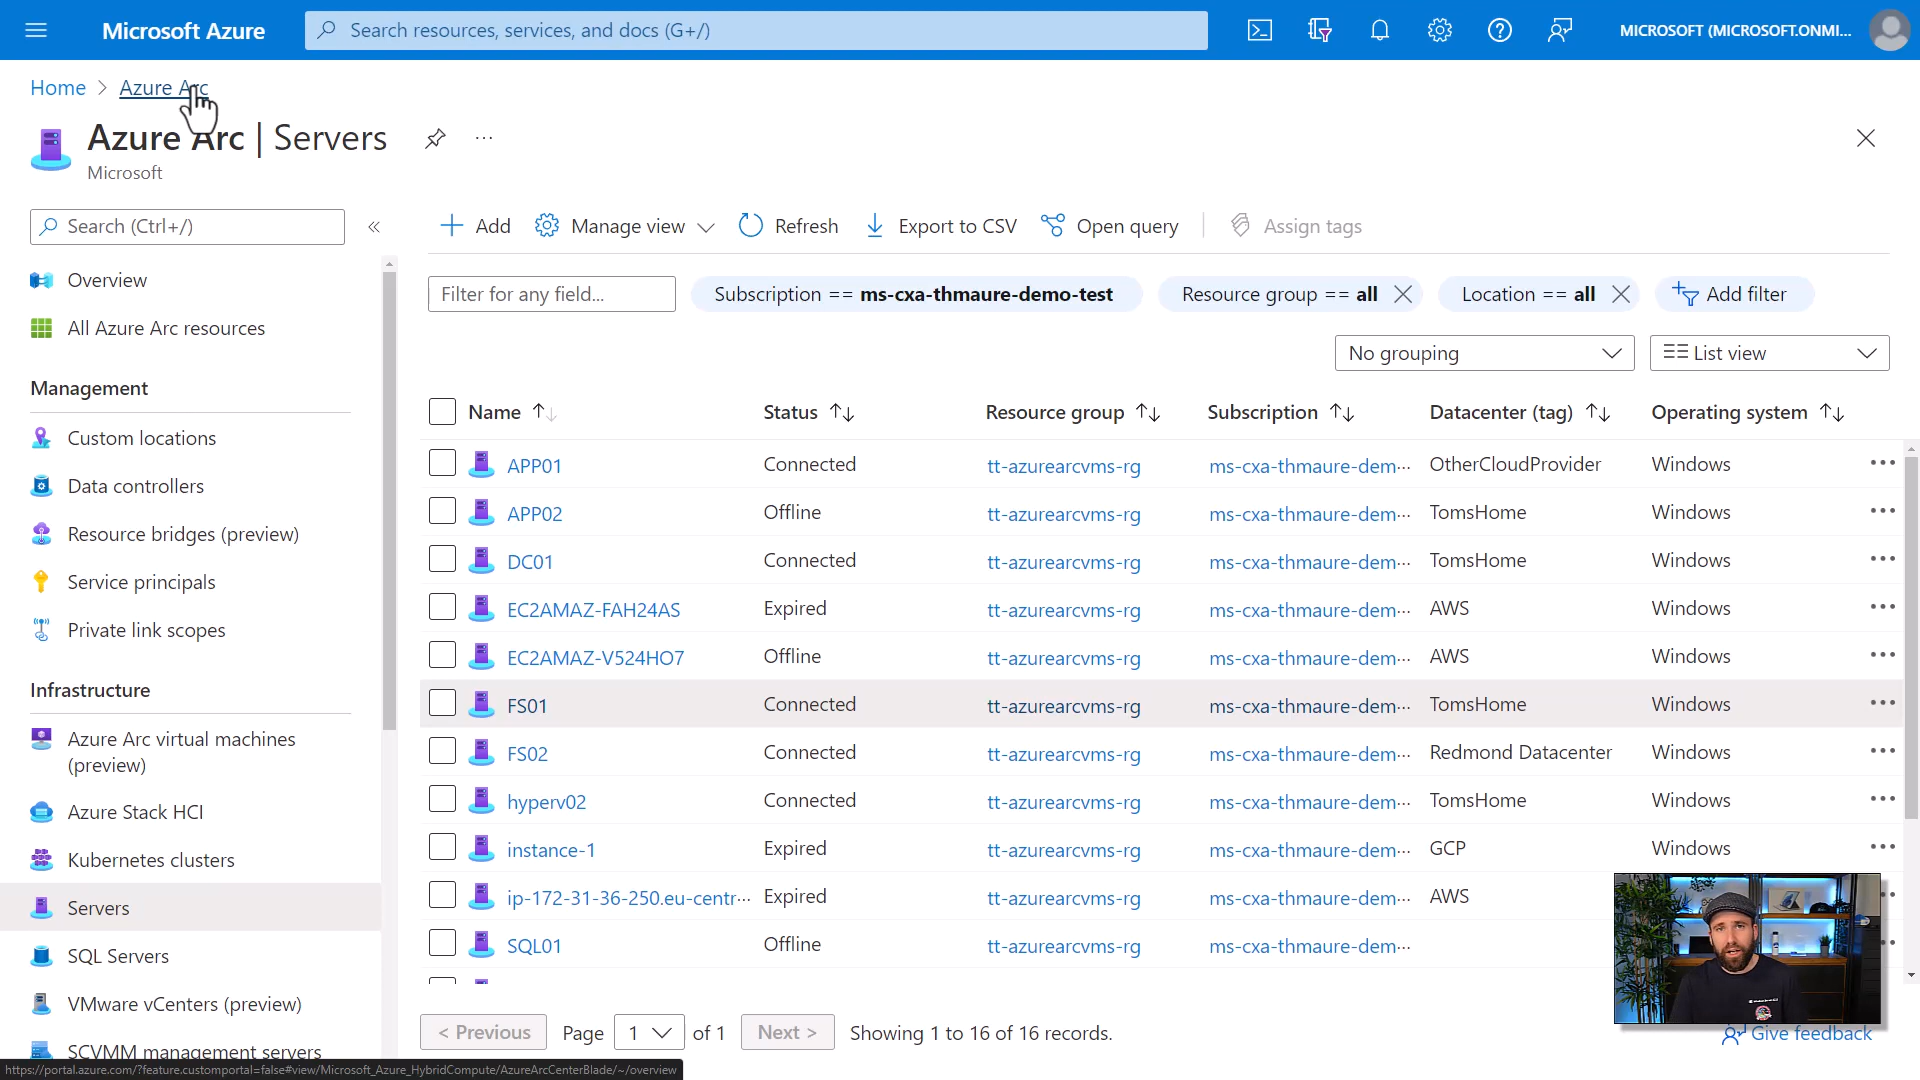 Microsoft Azure
Search resources, services, and docs (G+/)
MICROSOFT (MICROSOFT.ONMI...
Home > Azure Arc
Azure Arc | Servers
Microsoft
Search (Ctrl+/)
«
Overview
All Azure Arc resources
Management
Custom locations
Data controllers
Resource bridges (preview)
Service principals
Private link scopes
Infrastructure
Azure Arc virtual machines
(preview)
Azure Stack HCI
Kubernetes clusters
Servers
SQL Servers
VMware vCenters (preview)
SCVMM management servers
Add Manage view Refresh Export to CSV Open query Assign tags
Filter for any field... Subscription == ms-cxa-thmaure-demo-test Resource group == all Location == all Add filter
No grouping List view
Name Status Resource group Subscription Datacenter (tag) Operating system
APP01 Connected tt-azurearcvms-rg ms-cxa-thmaure-dem... OtherCloudProvider Windows
APP02 Offline tt-azurearcvms-rg ms-cxa-thmaure-dem... TomsHome Windows
DC01 Connected tt-azurearcvms-rg ms-cxa-thmaure-dem... TomsHome Windows
EC2AMAZ-FAH24AS Expired tt-azurearcvms-rg ms-cxa-thmaure-dem... AWS Windows
EC2AMAZ-V524HO7 Offline tt-azurearcvms-rg ms-cxa-thmaure-dem... AWS Windows
FS01 Connected tt-azurearcvms-rg ms-cxa-thmaure-dem... TomsHome Windows
FS02 Connected tt-azurearcvms-rg ms-cxa-thmaure-dem... Redmond Datacenter Windows
hyperv02 Connected tt-azurearcvms-rg ms-cxa-thmaure-dem... TomsHome Windows
instance-1 Expired tt-azurearcvms-rg ms-cxa-thmaure-dem... GCP Windows
ip-172-31-36-250.eu-centr... Expired tt-azurearcvms-rg ms-cxa-thmaure-dem... AWS
SQL01 Offline tt-azurearcvms-rg ms-cxa-thmaure-dem...
< Previous Page 1 of 1 Next > Showing 1 to 16 of 16 records.
Give feedback
https://portal.azure.com/?feature.customportal=false#view/Microsoft_Azure_HybridCompute/AzureArcCenterBlade/~/overview